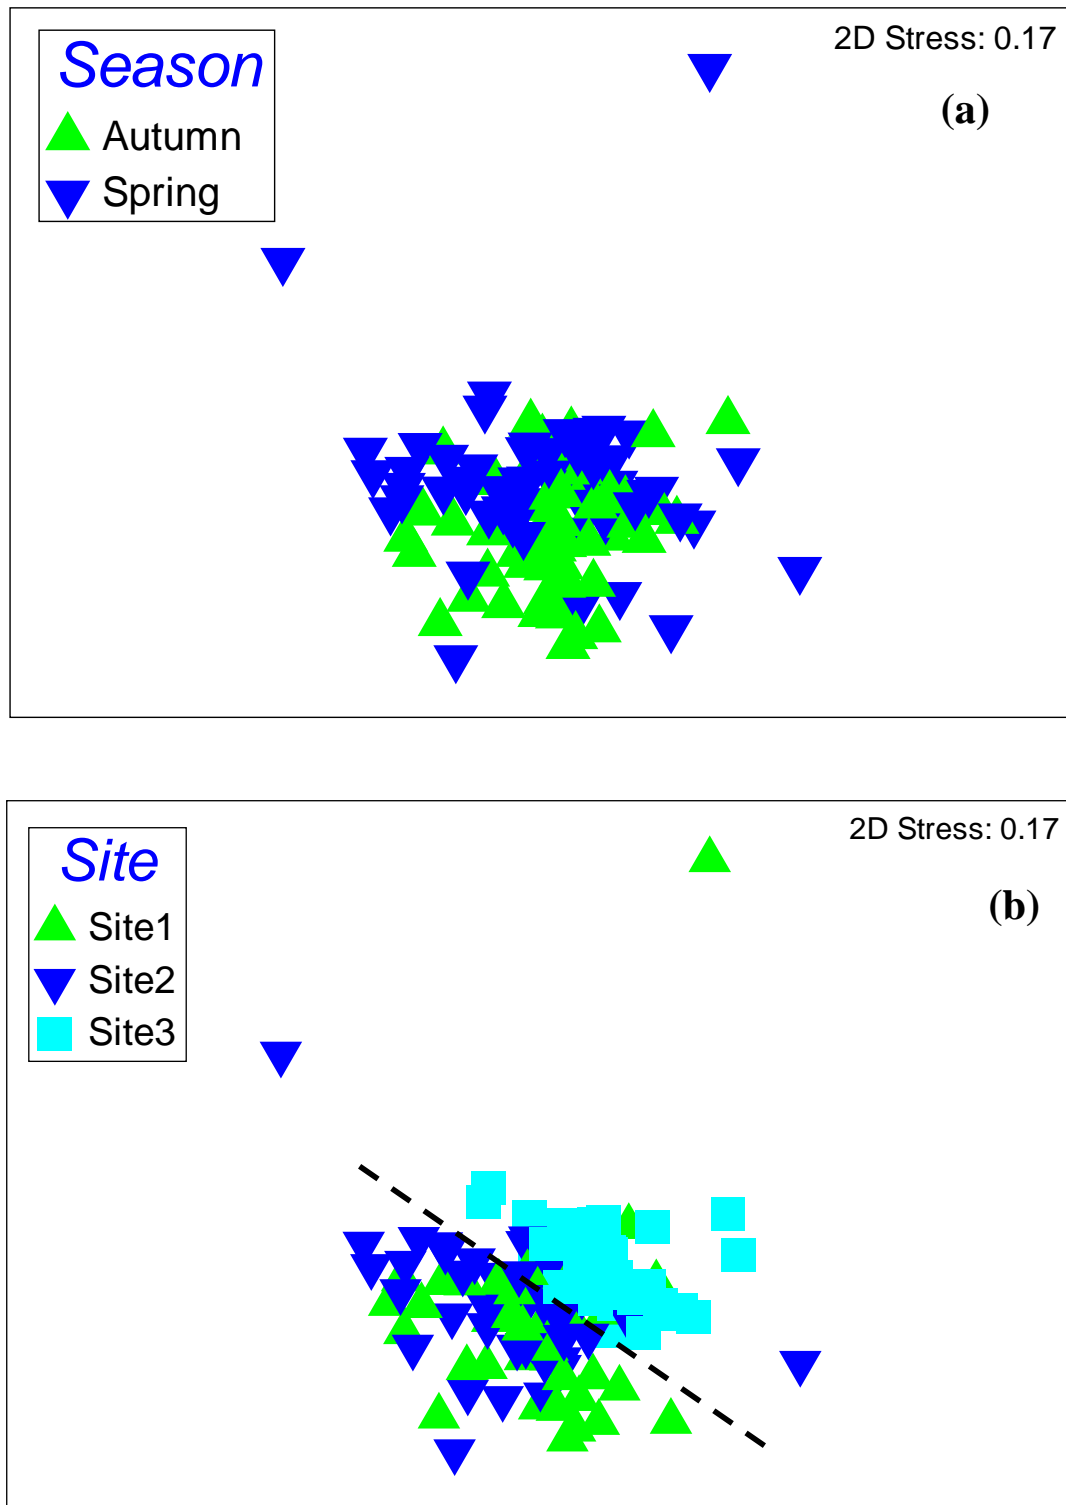 2D Stress: 0.17
Season
(a)
Autumn
Spring
2D Stress: 0.17
Site
(b)
Site1
Site2
Site3